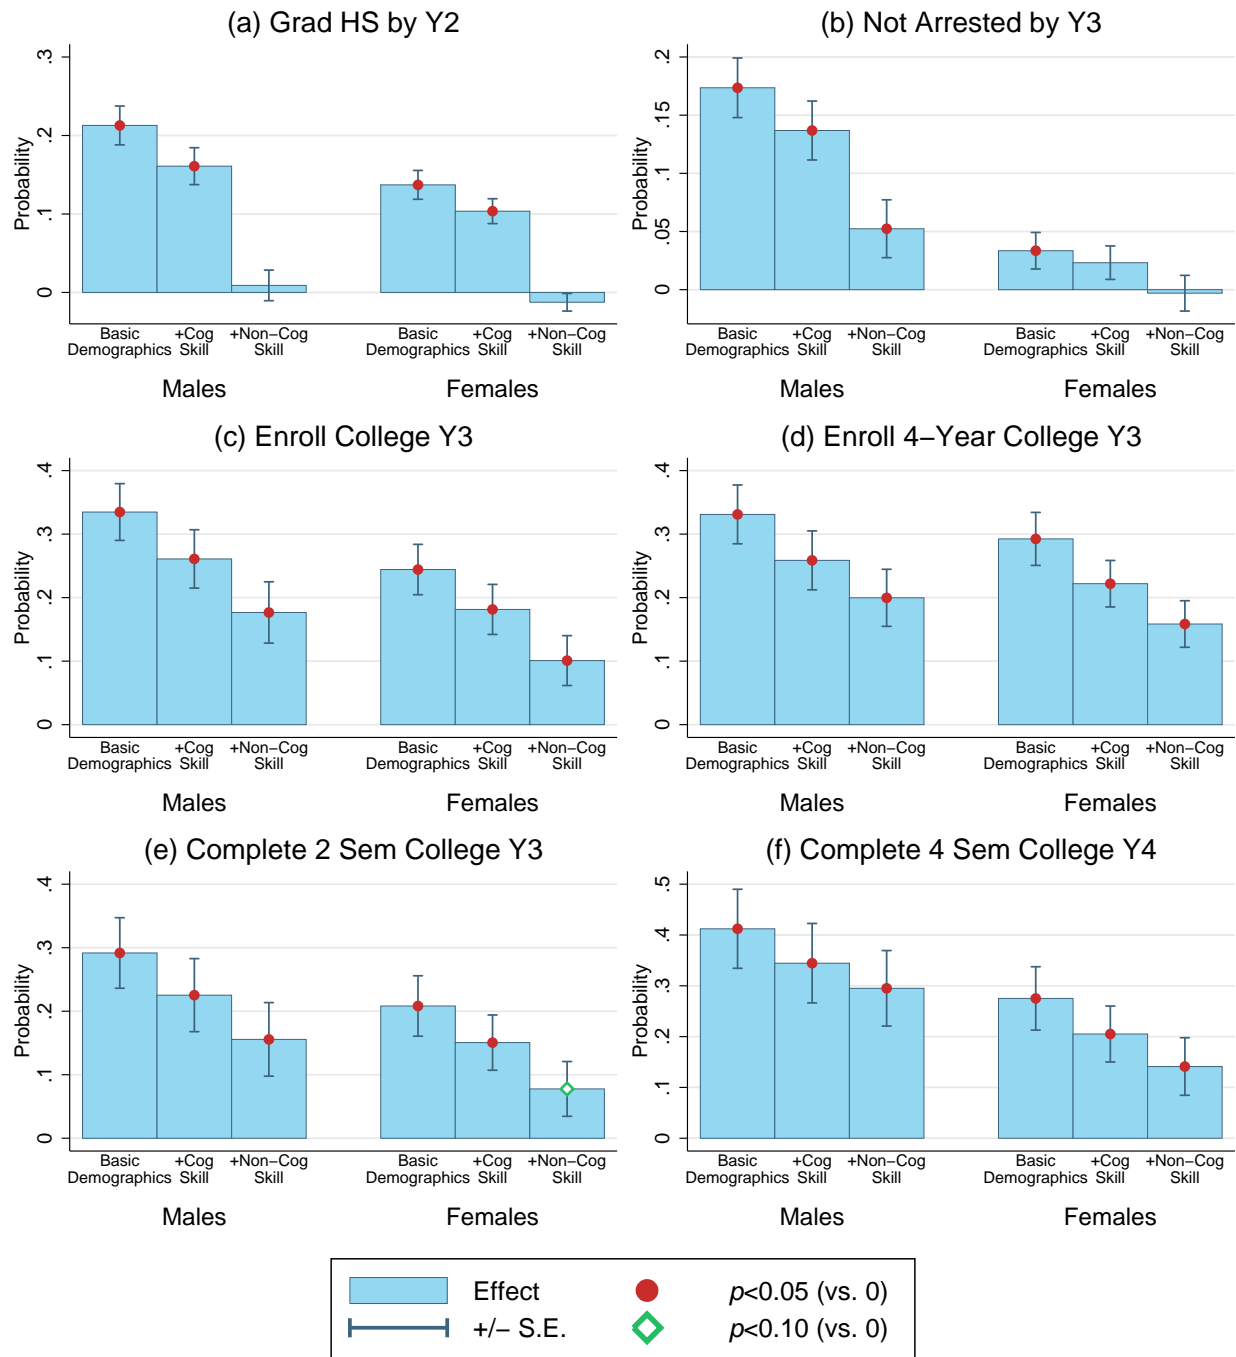 (a) Grad HS by Y2
Probability
.3
.2
.1
0
Basic Demographics
+Cog Skill
+Non−Cog Skill
Basic Demographics
+Cog Skill
+Non−Cog Skill
Males
Females
(b) Not Arrested by Y3
Probability
.2
.15
.1
.05
0
Basic Demographics
+Cog Skill
+Non−Cog Skill
Basic Demographics
+Cog Skill
+Non−Cog Skill
Males
Females
(c) Enroll College Y3
Probability
.4
.3
.2
.1
0
Basic Demographics
+Cog Skill
+Non−Cog Skill
Basic Demographics
+Cog Skill
+Non−Cog Skill
Males
Females
(d) Enroll 4−Year College Y3
Probability
.4
.3
.2
.1
0
Basic Demographics
+Cog Skill
+Non−Cog Skill
Basic Demographics
+Cog Skill
+Non−Cog Skill
Males
Females
(e) Complete 2 Sem College Y3
Probability
.4
.3
.2
.1
0
Basic Demographics
+Cog Skill
+Non−Cog Skill
Basic Demographics
+Cog Skill
+Non−Cog Skill
Males
Females
(f) Complete 4 Sem College Y4
Probability
.5
.4
.3
.2
.1
0
Basic Demographics
+Cog Skill
+Non−Cog Skill
Basic Demographics
+Cog Skill
+Non−Cog Skill
Males
Females
Effect
p<0.05 (vs. 0)
+/− S.E.
p<0.10 (vs. 0)